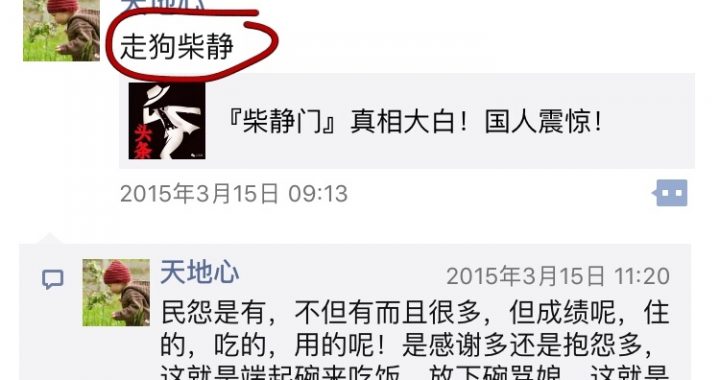 天地心
走狗柴静
头条
『柴静门』真相大白！国人震惊！
2015年3月15日 09:13
天地心
2015年3月15日 11:20
民怨是有，不但有而且很多，但成绩呢，住
的，吃的，用的呢！是感谢多还是抱怨多，
这就是端起碗来吃饭，放下碗骂娘，这就是